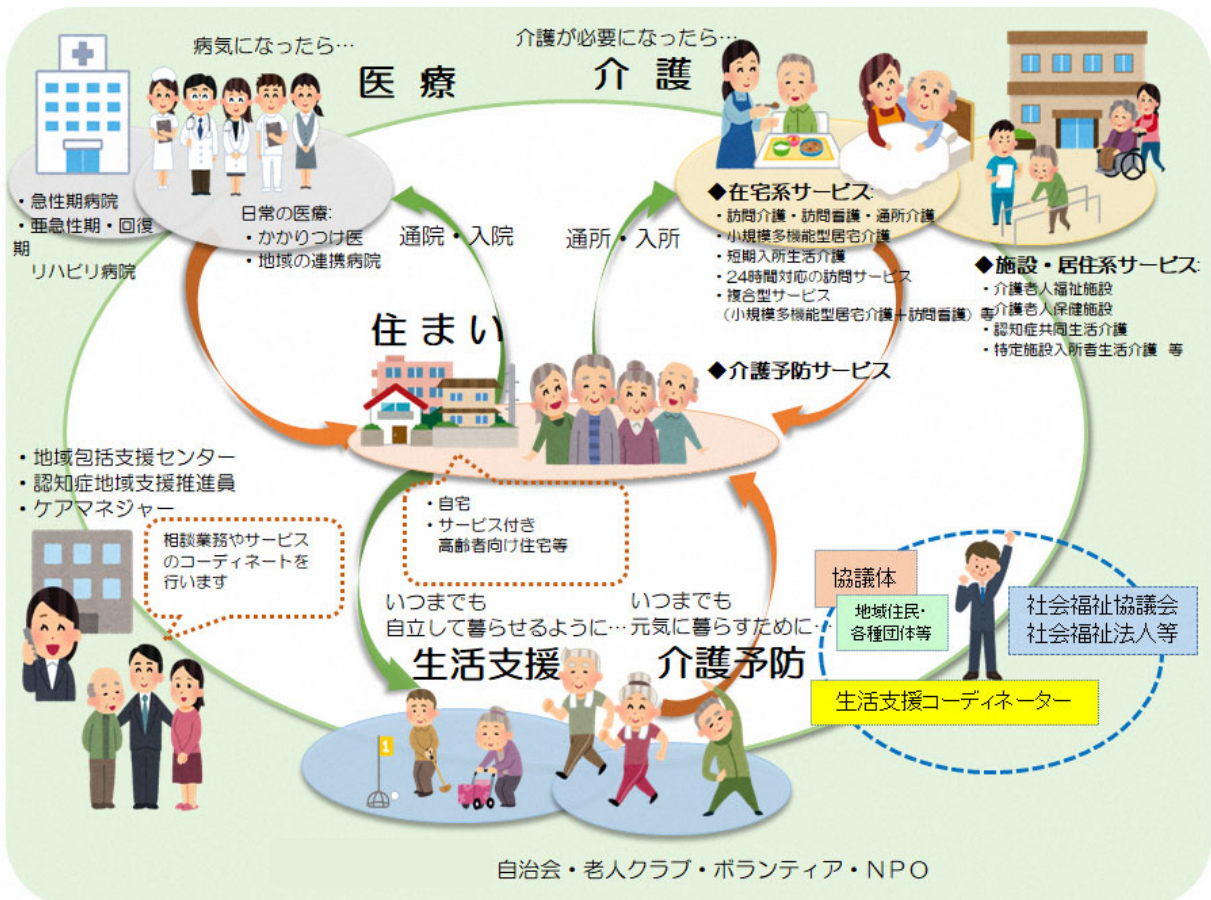 病気になったら…
医療
介護が必要になったら…
介護
・急性期病院
・亜急性期・回復
期
リハビリ病院
日常の医療:
・かかりつけ医
・地域の連携病院
通院・入院
通所・入所
◆在宅系サービス:
・訪問介護・訪問看護・通所介護
・小規模多機能型居宅介護
・短期入所生活介護
・24時間対応の訪問サービス
・複合型サービス
（小規模多機能型居宅介護＋訪問看護）等
◆介護予防サービス
◆施設・居住系サービス:
・介護老人福祉施設
・介護老人保健施設
・認知症共同生活介護
・特定施設入所者生活介護 等
住まい
・自宅
・サービス付き
高齢者向け住宅等
・地域包括支援センター
・認知症地域支援推進員
・ケアマネジャー
相談業務やサービス
のコーディネートを
行います
いつまでも
自立して暮らせるように…
生活支援
いつまでも
元気に暮らすために…
介護予防
1
協議体
地域住民・
各種団体等
社会福祉協議会
社会福祉法人等
生活支援コーディネーター
自治会・老人クラブ・ボランティア・ＮＰＯ